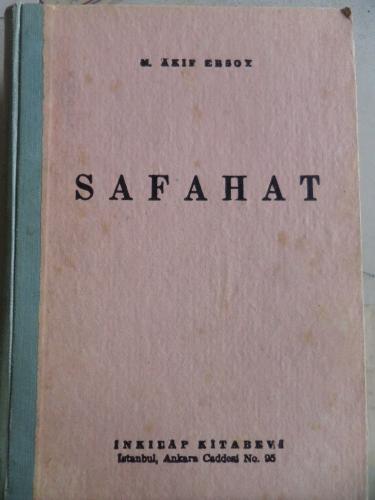 M. ÂKİF ERSOY
SAFAHAT
İNKILÂP KİTABEVİ
İstanbul, Ankara Caddesi No. 95